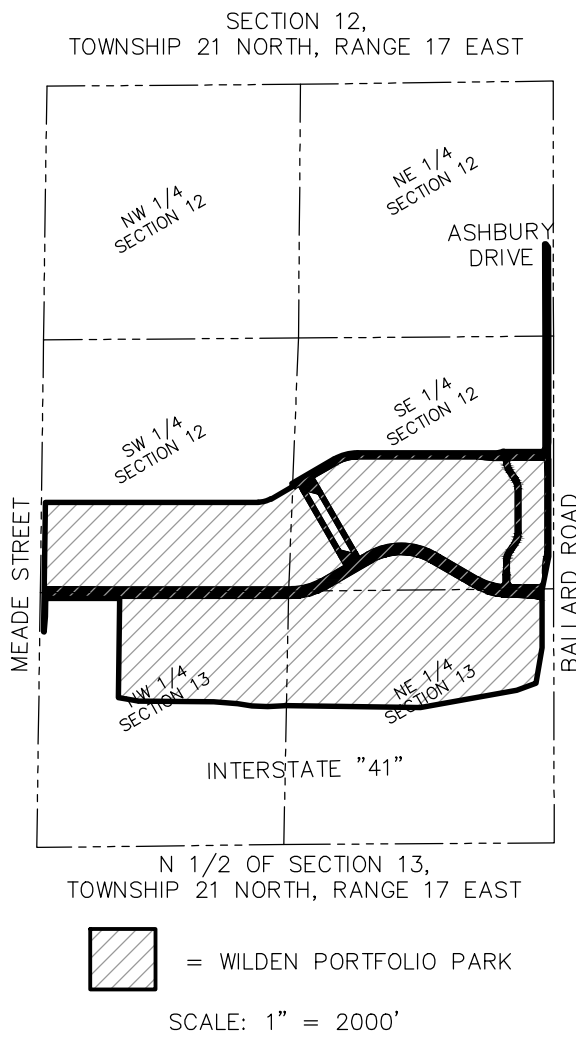 SECTION 12,
TOWNSHIP 21 NORTH, RANGE 17 EAST
NW 1/4
SECTION 12
NE 1/4
SECTION 12
ASHBURY
DRIVE
SW 1/4
SECTION 12
SE 1/4
SECTION 12
MEADE STREET
BALLARD ROAD
NW 1/4
SECTION 13
NE 1/4
SECTION 13
INTERSTATE "41"
N 1/2 OF SECTION 13,
TOWNSHIP 21 NORTH, RANGE 17 EAST
= WILDEN PORTFOLIO PARK
SCALE: 1" = 2000'